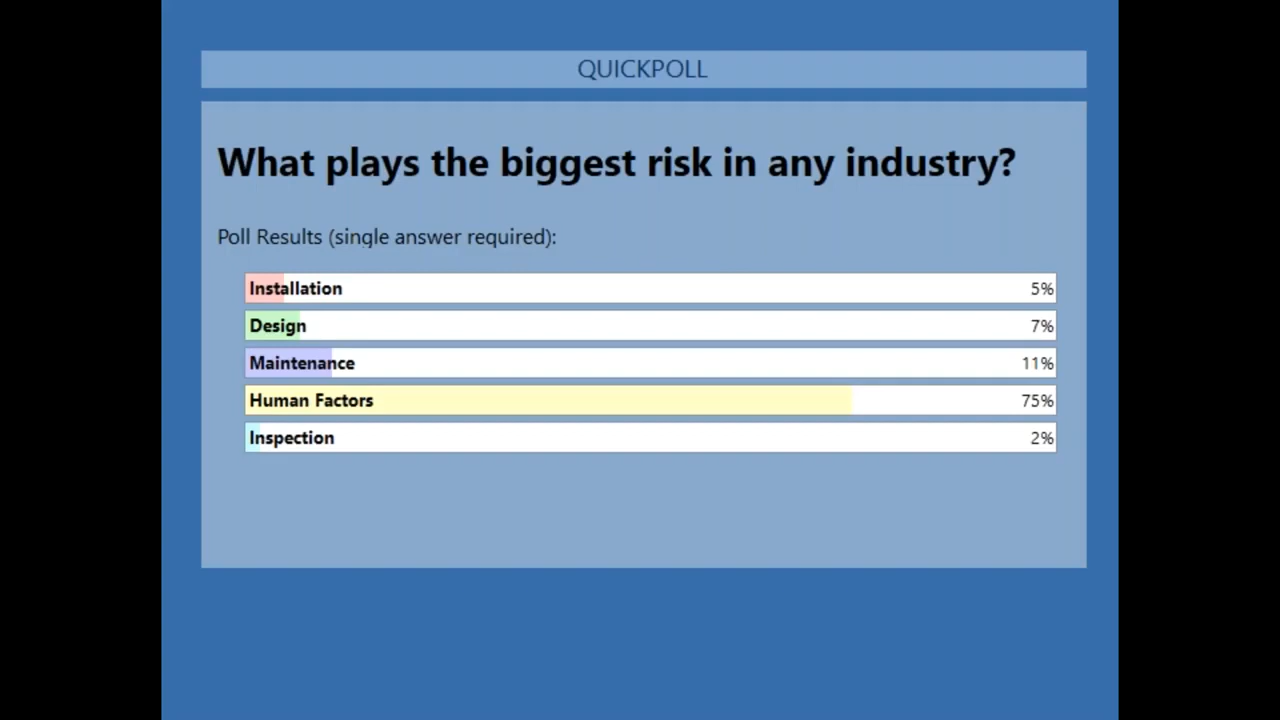 QUICKPOLL
What plays the biggest risk in any industry?
Poll Results (single answer required):
Installation 5%
Design 7%
Maintenance 11%
Human Factors 75%
Inspection 2%